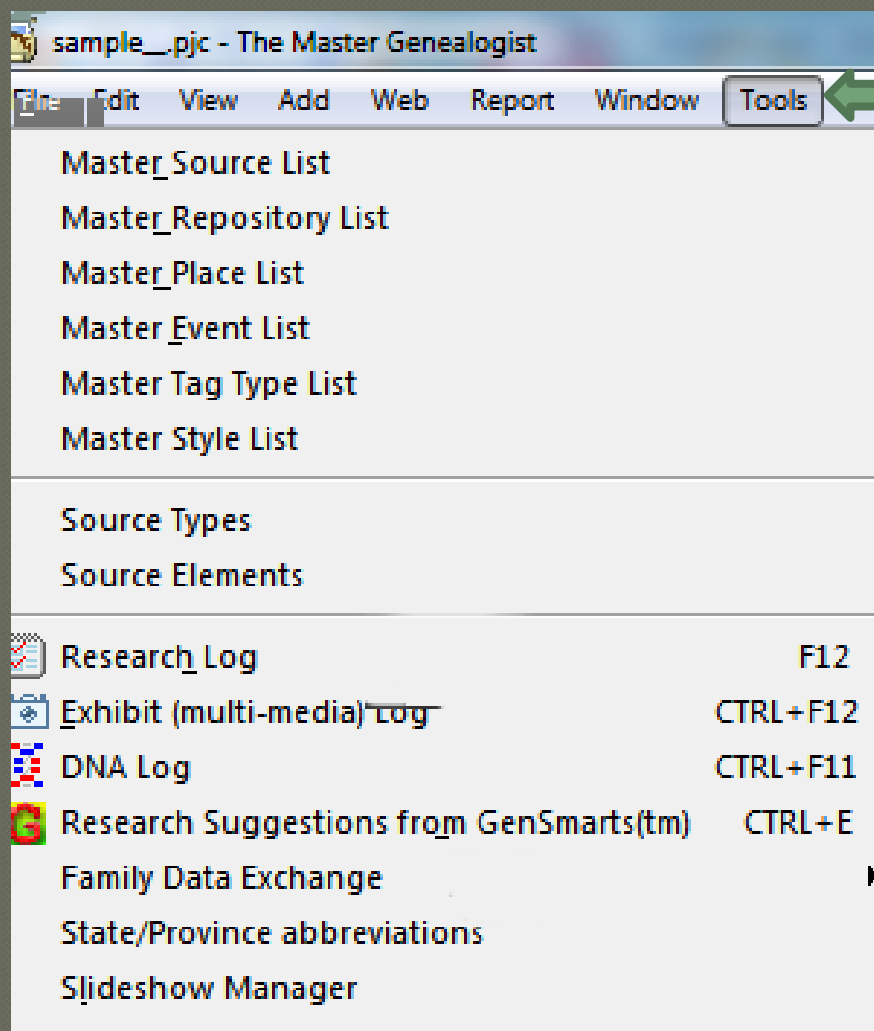 sample__.pjc - The Master Genealogist
File Edit View Add Web Report Window Tools
Master Source List
Master Repository List
Master Place List
Master Event List
Master Tag Type List
Master Style List
Source Types
Source Elements
Research Log F12
Exhibit (multi-media) Log CTRL+F12
DNA Log CTRL+F11
G Research Suggestions from GenSmarts(tm) CTRL+E
Family Data Exchange
State/Province abbreviations
Slideshow Manager